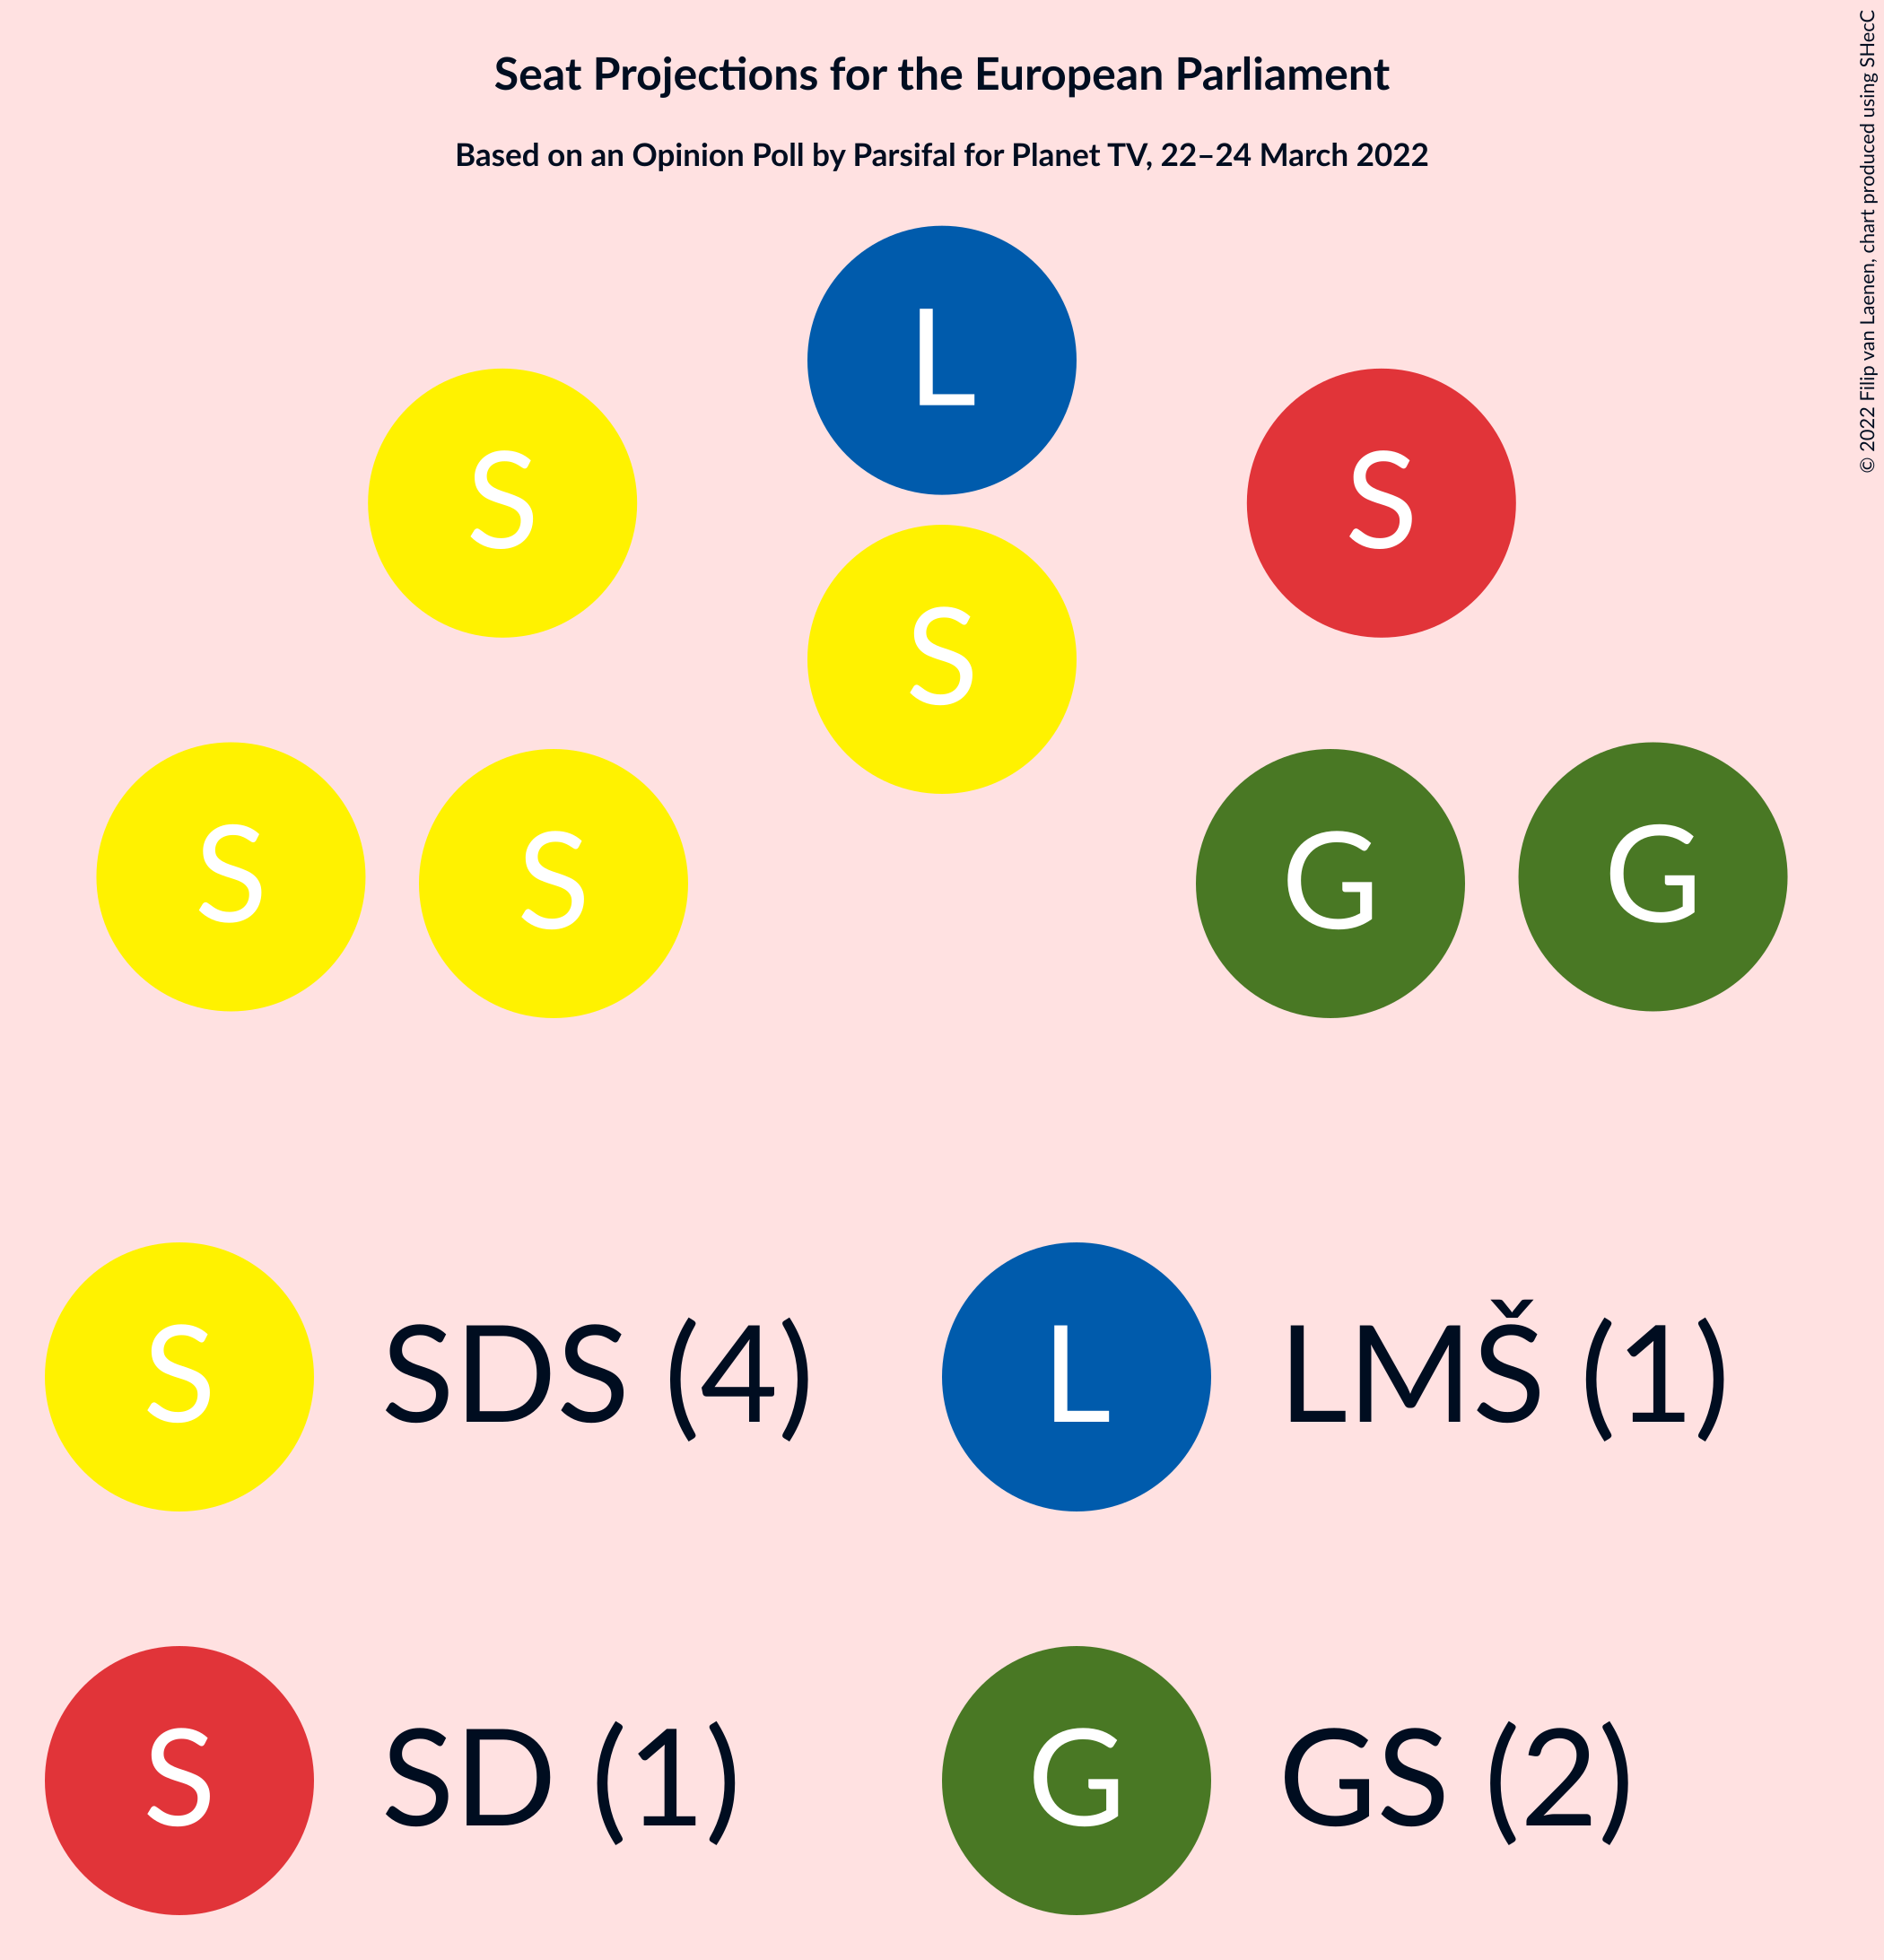 Seat Projections for the European Parliament
Based on an Opinion Poll by Parsifal for Planet TV, 22–24 March 2022
© 2022 Filip van Laenen, chart produced using SHecC
L
S
S
S
S
S
G
G
S SDS (4)
L LMŠ (1)
S SD (1)
G GS (2)